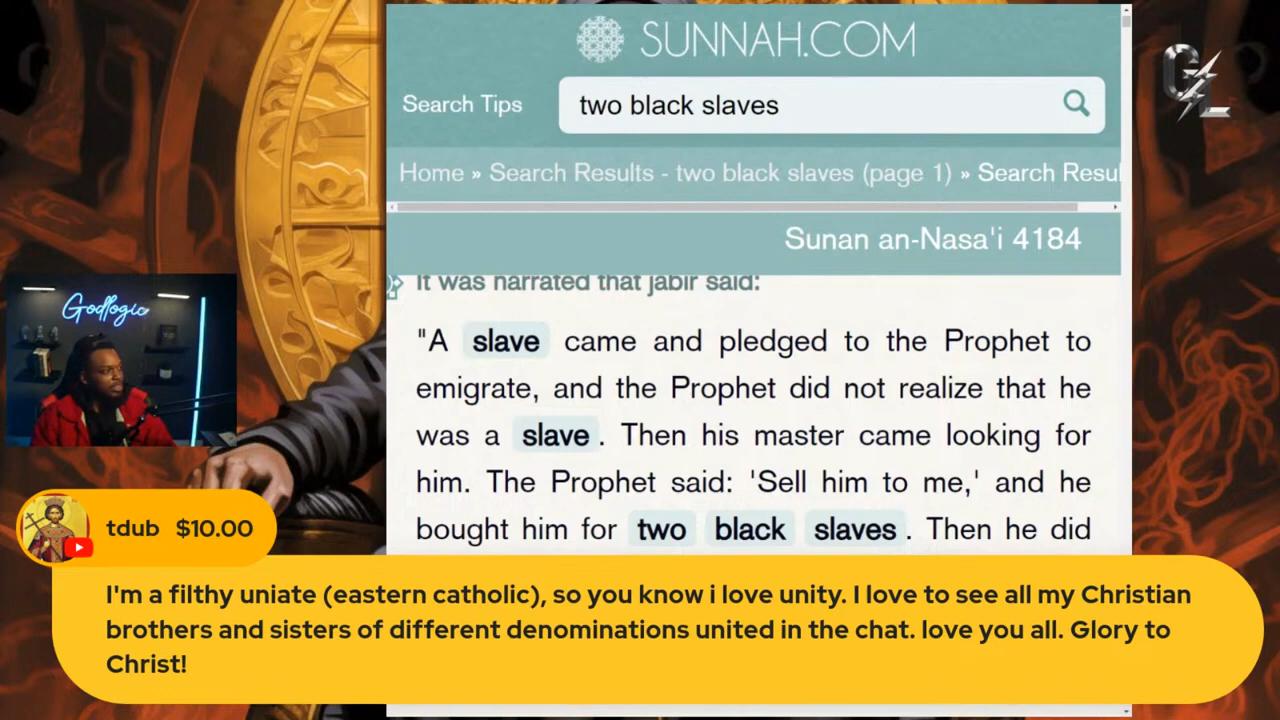 SUNNAH.COM
Search Tips
two black slaves
Home » Search Results - two black slaves (page 1) » Search Resul
Sunan an-Nasa'i 4184
It was narrated that Jabir said:
"A slave came and pledged to the Prophet to
emigrate, and the Prophet did not realize that he
was a slave. Then his master came looking for
him. The Prophet said: 'Sell him to me,' and he
bought him for two black slaves. Then he did
GL
Godlogic
tdub $10.00
I'm a filthy uniate (eastern catholic), so you know i love unity. I love to see all my Christian
brothers and sisters of different denominations united in the chat. love you all. Glory to
Christ!